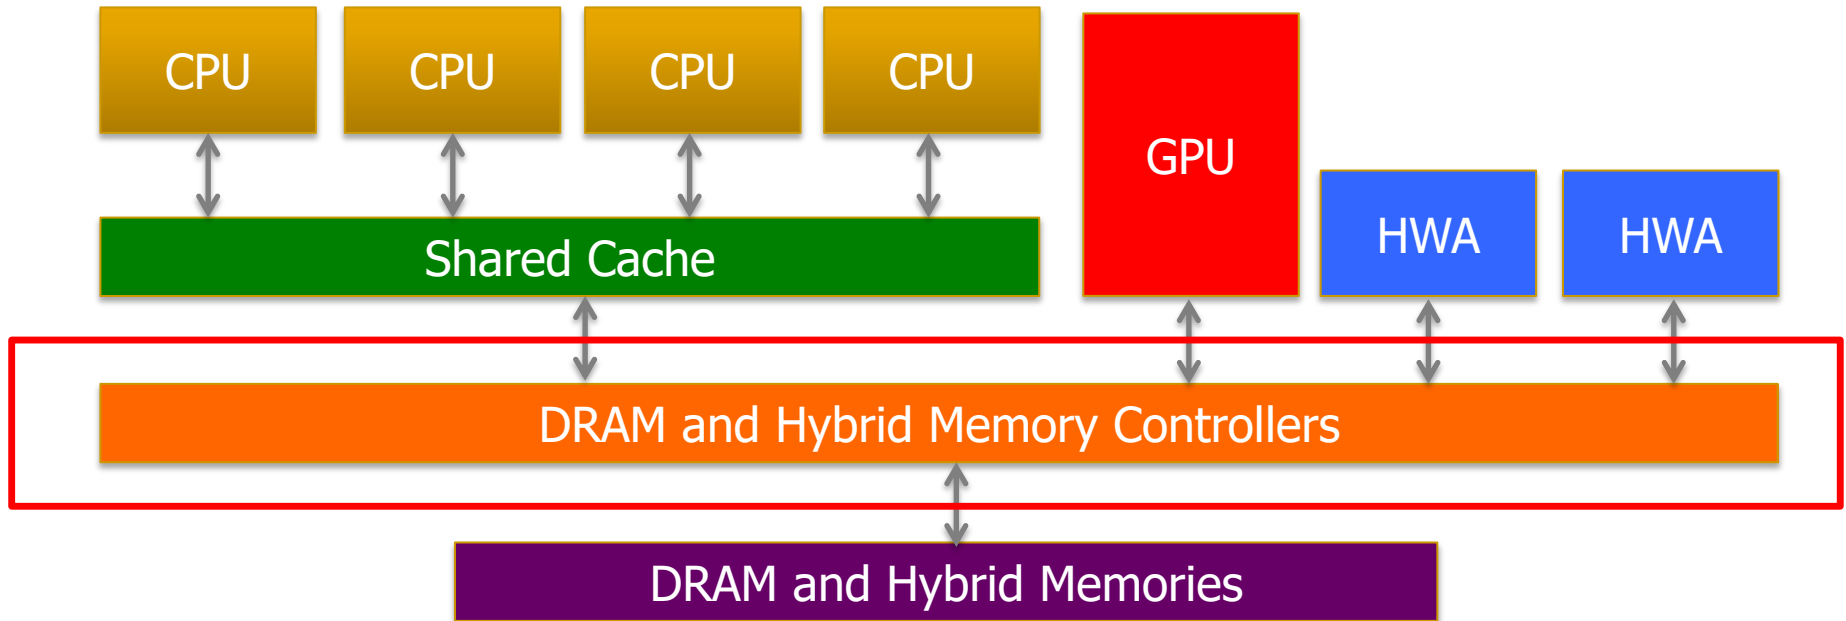 CPU
CPU
CPU
CPU
GPU
HWA
HWA
Shared Cache
DRAM and Hybrid Memory Controllers
DRAM and Hybrid Memories